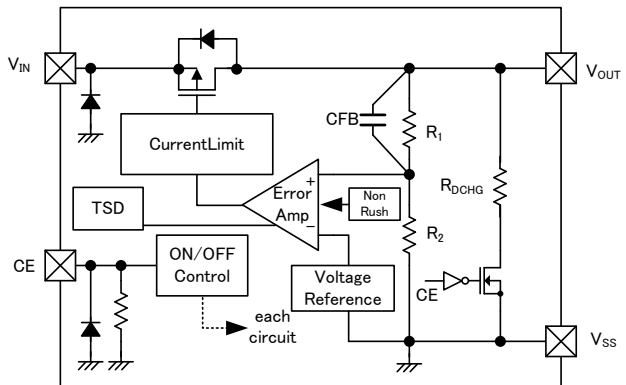 VIN
VOUT
CFB
R1
CurrentLimit
RDCHG
+
Error
Amp
−
Non
Rush
TSD
R2
CE
ON/OFF
Control
Voltage
Reference
CE
each
circuit
VSS